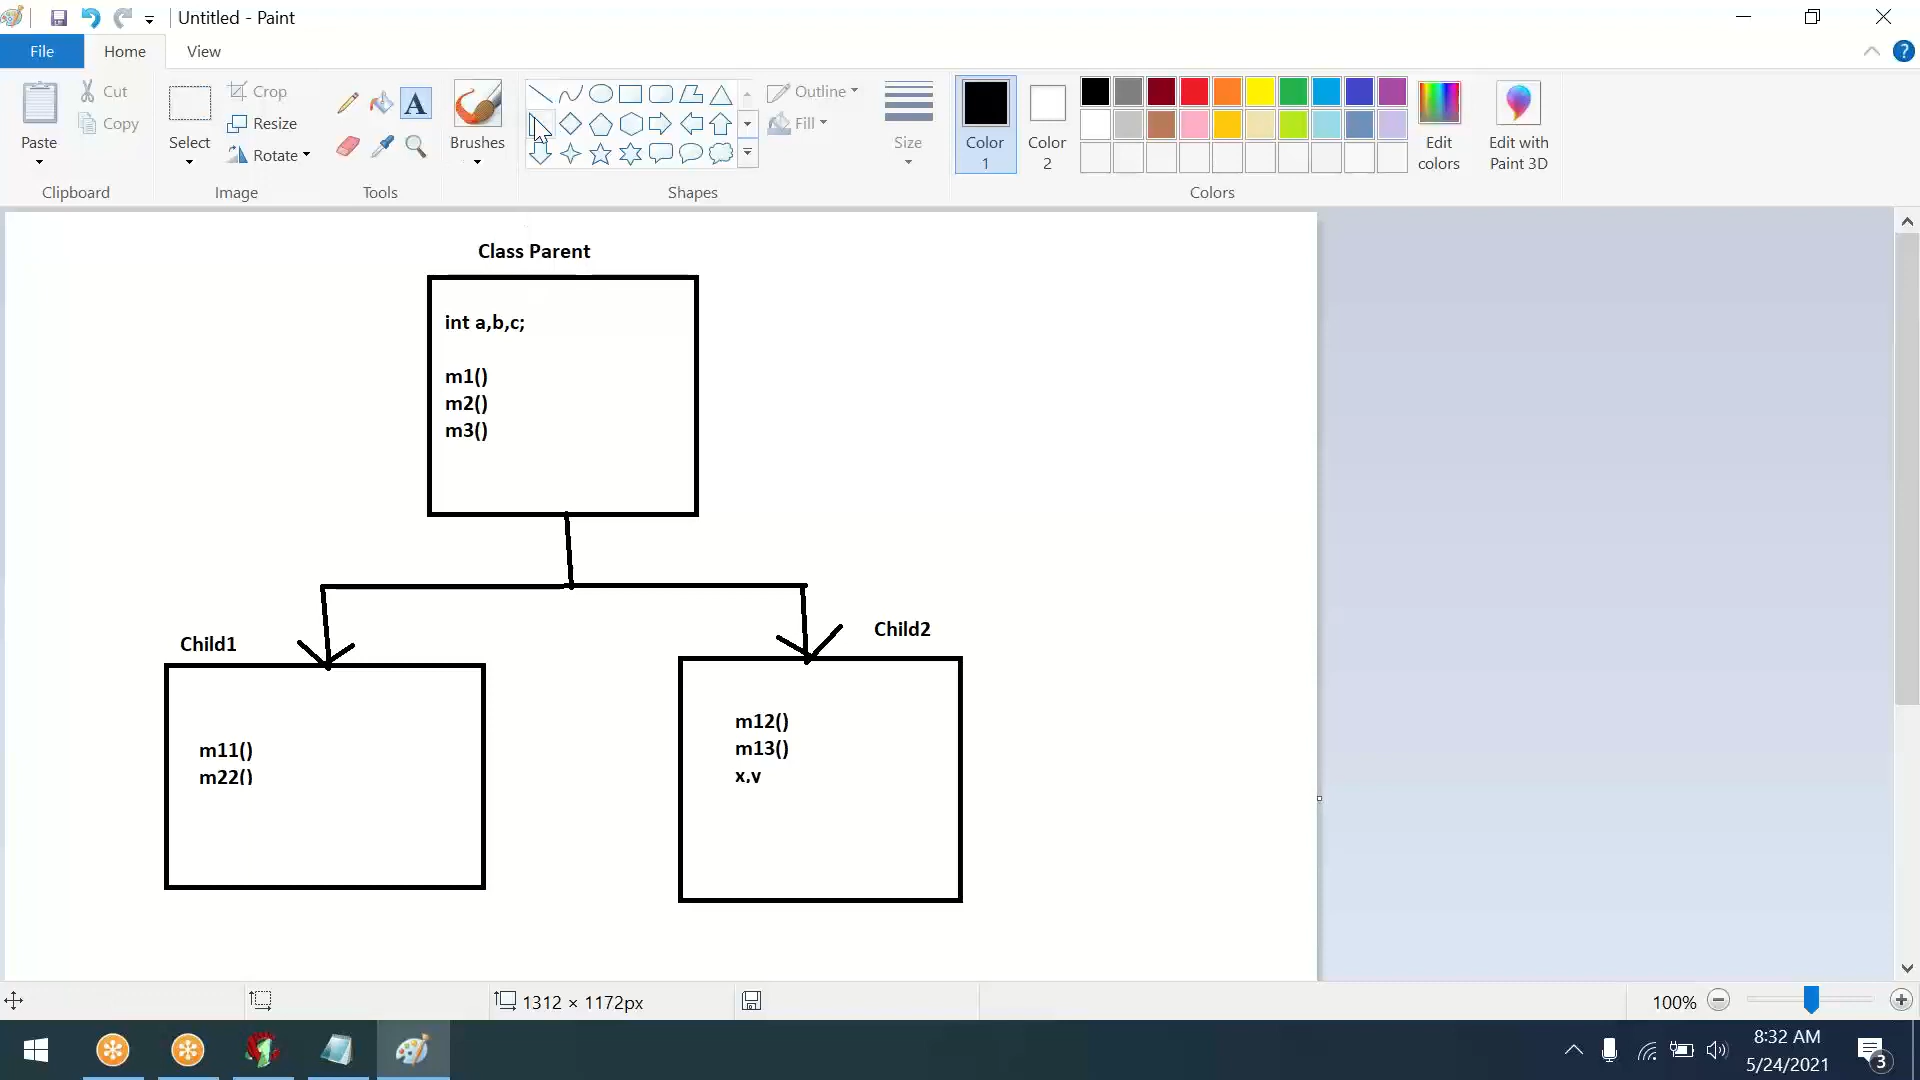 Untitled - Paint
File
Home
View
Paste
Cut
Copy
Clipboard
Select
Crop
Resize
Rotate
Image
A
Tools
Brushes
Shapes
Outline
Fill
Size
Color
1
Color
2
Colors
Edit
colors
Edit with
Paint 3D
Class Parent
int a,b,c;
m1()
m2()
m3()
Child1
m11()
m22()
Child2
m12()
m13()
x,y
1312 × 1172px
100%
8:32 AM
5/24/2021
3